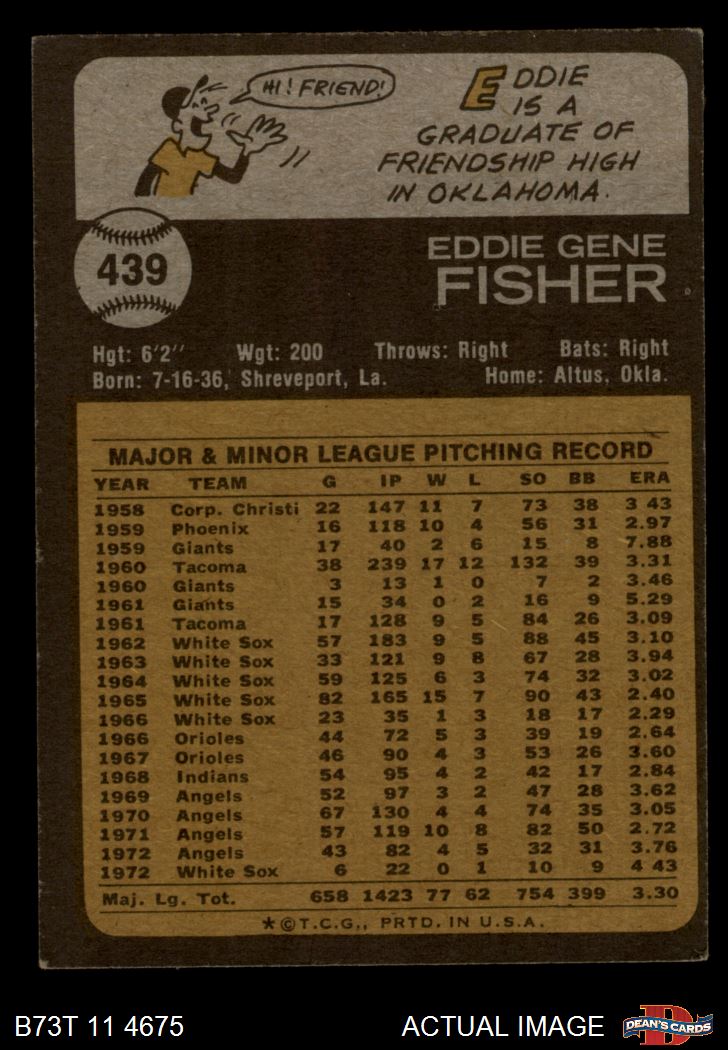 HI! FRIEND!
EDDIE
IS A
GRADUATE OF
FRIENDSHIP HIGH
IN OKLAHOMA.
439
EDDIE GENE
FISHER
Hgt: 6'2" Wgt: 200 Throws: Right Bats: Right
Born: 7-16-36, Shreveport, La. Home: Altus, Okla.
MAJOR & MINOR LEAGUE PITCHING RECORD
YEAR TEAM G IP W L SO BB ERA
1958 Corp. Christi 22 147 11 7 73 38 3 43
1959 Phoenix 16 118 10 4 56 31 2.97
1959 Giants 17 40 2 6 15 8 7.88
1960 Tacoma 38 239 17 12 132 39 3.31
1960 Giants 3 13 1 0 7 2 3.46
1961 Giants 15 34 0 2 16 9 5.29
1961 Tacoma 17 128 9 5 84 26 3.09
1962 White Sox 57 183 9 5 88 45 3.10
1963 White Sox 33 121 9 8 67 28 3.94
1964 White Sox 59 125 6 3 74 32 3.02
1965 White Sox 82 165 15 7 90 43 2.40
1966 White Sox 23 35 1 3 18 17 2.29
1966 Orioles 44 72 5 3 39 19 2.64
1967 Orioles 46 90 4 3 53 26 3.60
1968 Indians 54 95 4 2 42 17 2.84
1969 Angels 52 97 3 2 47 28 3.62
1970 Angels 67 130 4 4 74 35 3.05
1971 Angels 57 119 10 8 82 50 2.72
1972 Angels 43 82 4 5 32 31 3.76
1972 White Sox 6 22 0 1 10 9 4 43
Maj. Lg. Tot. 658 1423 77 62 754 399 3.30
*©T.C.G., PRTD. IN U.S.A.
B73T 11 4675 ACTUAL IMAGE
D
DEAN'S CARDS